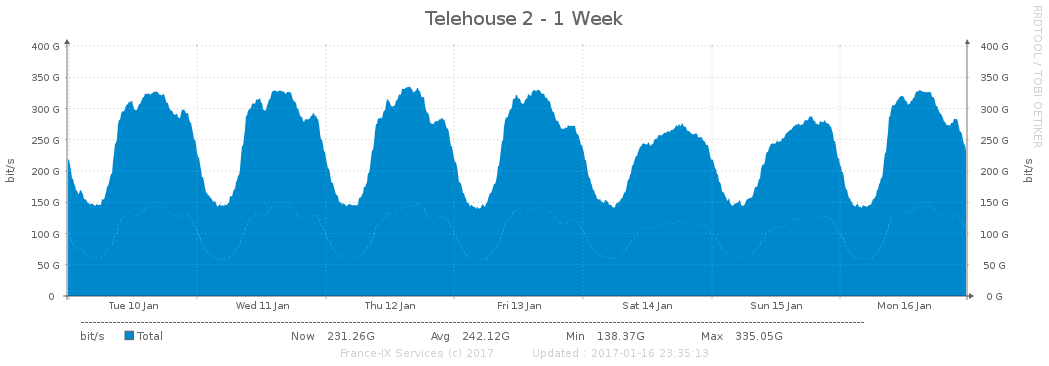 Telehouse 2 - 1 Week
RRDTOOL / TOBI OETIKER
bit/s
400 G
350 G
300 G
250 G
200 G
150 G
100 G
50 G
0
400 G
350 G
300 G
250 G
200 G
150 G
100 G
50 G
0 G
bit/s
Tue 10 Jan Wed 11 Jan Thu 12 Jan Fri 13 Jan Sat 14 Jan Sun 15 Jan Mon 16 Jan
bit/s Total Now 231.26G Avg 242.12G Min 138.37G Max 335.05G
France-IX Services (c) 2017 Updated : 2017-01-16 23:35:13